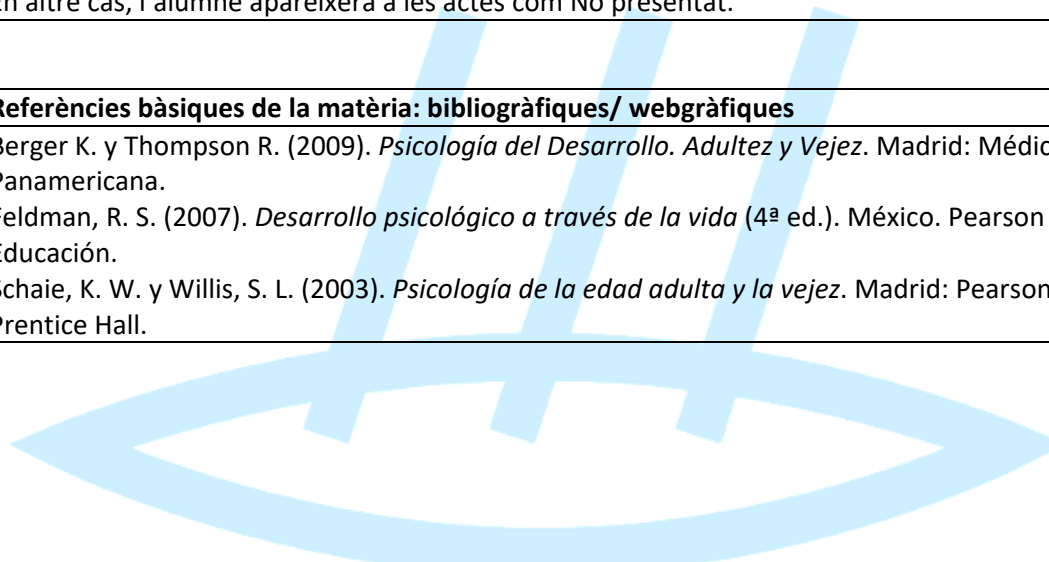 En altre cas, l'alumne apareixerà a les actes com No presentat.
Referències bàsiques de la matèria: bibliogràfiques/ webgràfiques
Berger K. y Thompson R. (2009). Psicología del Desarrollo. Adultez y Vejez. Madrid: Médic
Panamericana.
Feldman, R. S. (2007). Desarrollo psicológico a través de la vida (4ª ed.). México. Pearson
Educación.
Schaie, K. W. y Willis, S. L. (2003). Psicología de la edad adulta y la vejez. Madrid: Pearson
Prentice Hall.